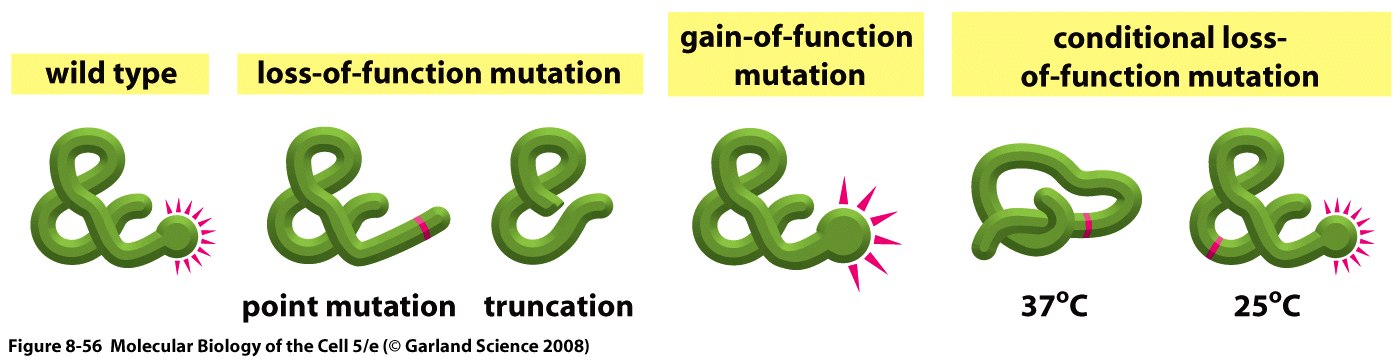 wild type
loss-of-function mutation
gain-of-function
mutation
conditional loss-
of-function mutation
point mutation
truncation
37°C
25°C
Figure 8-56 Molecular Biology of the Cell 5/e (© Garland Science 2008)